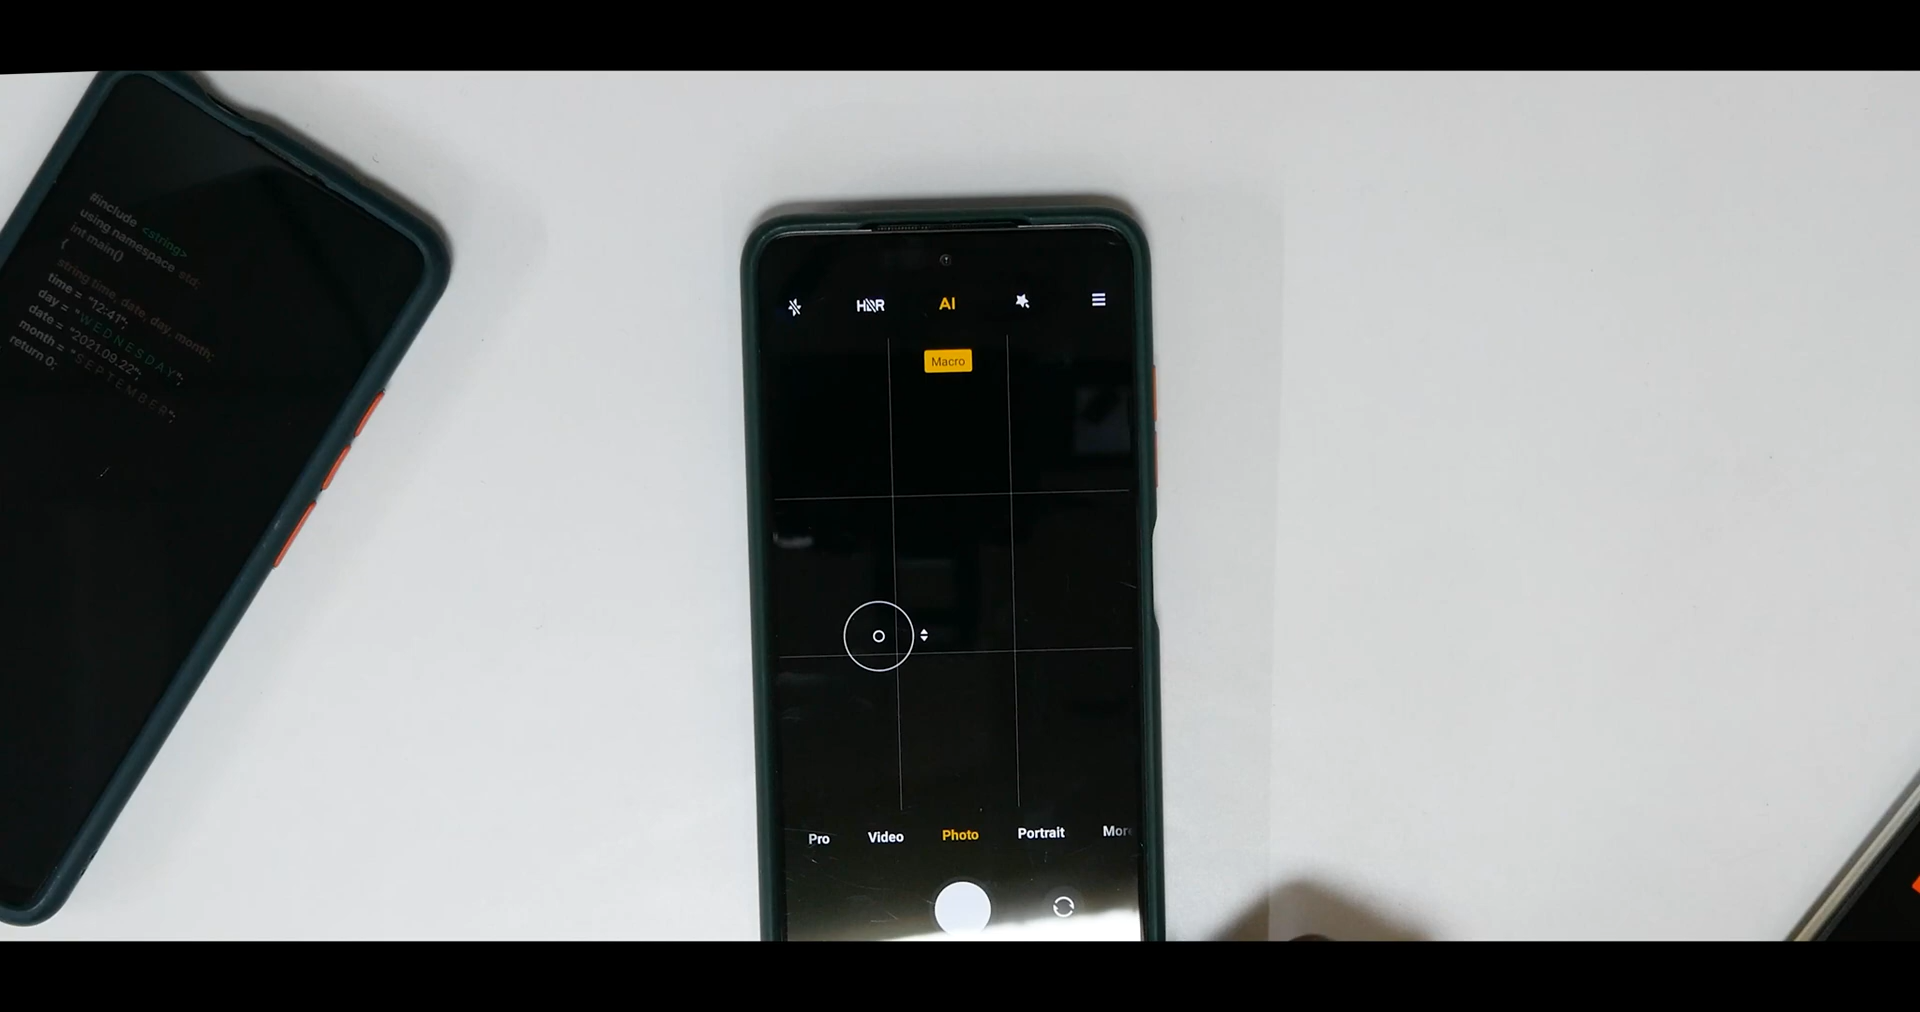 #include <string>
using namespace std;
int main()
{
string time, date, day, month;
time = "12:41";
day = "WEDNESDAY";
date = "2021.09.22";
month = "SEPTEMBER";
return 0;
HDR
AI
Macro
Pro Video Photo Portrait Mor